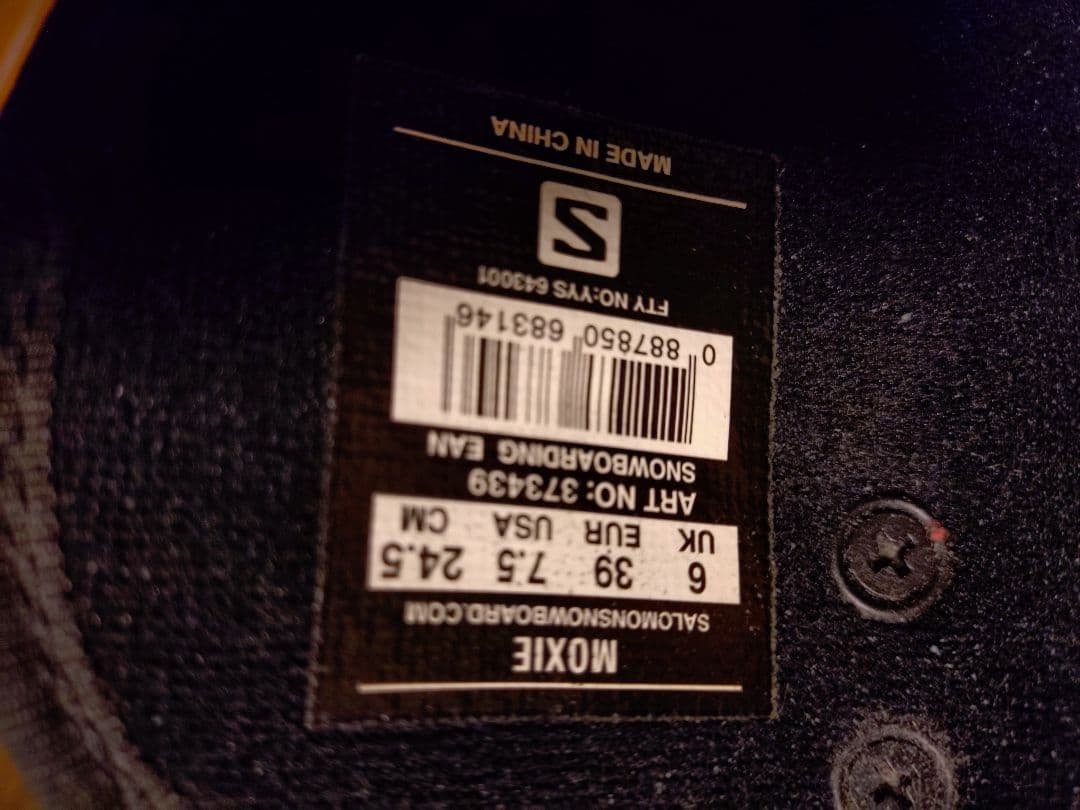 MOXIE
SALOMONSNOWBOARD.COM
6 39 7.5 24.5
UK EUR USA CM
ART NO: 373439
SNOWBOARDING EAN
0 887850 683146
FTY NO:YYS 643001
S
MADE IN CHINA